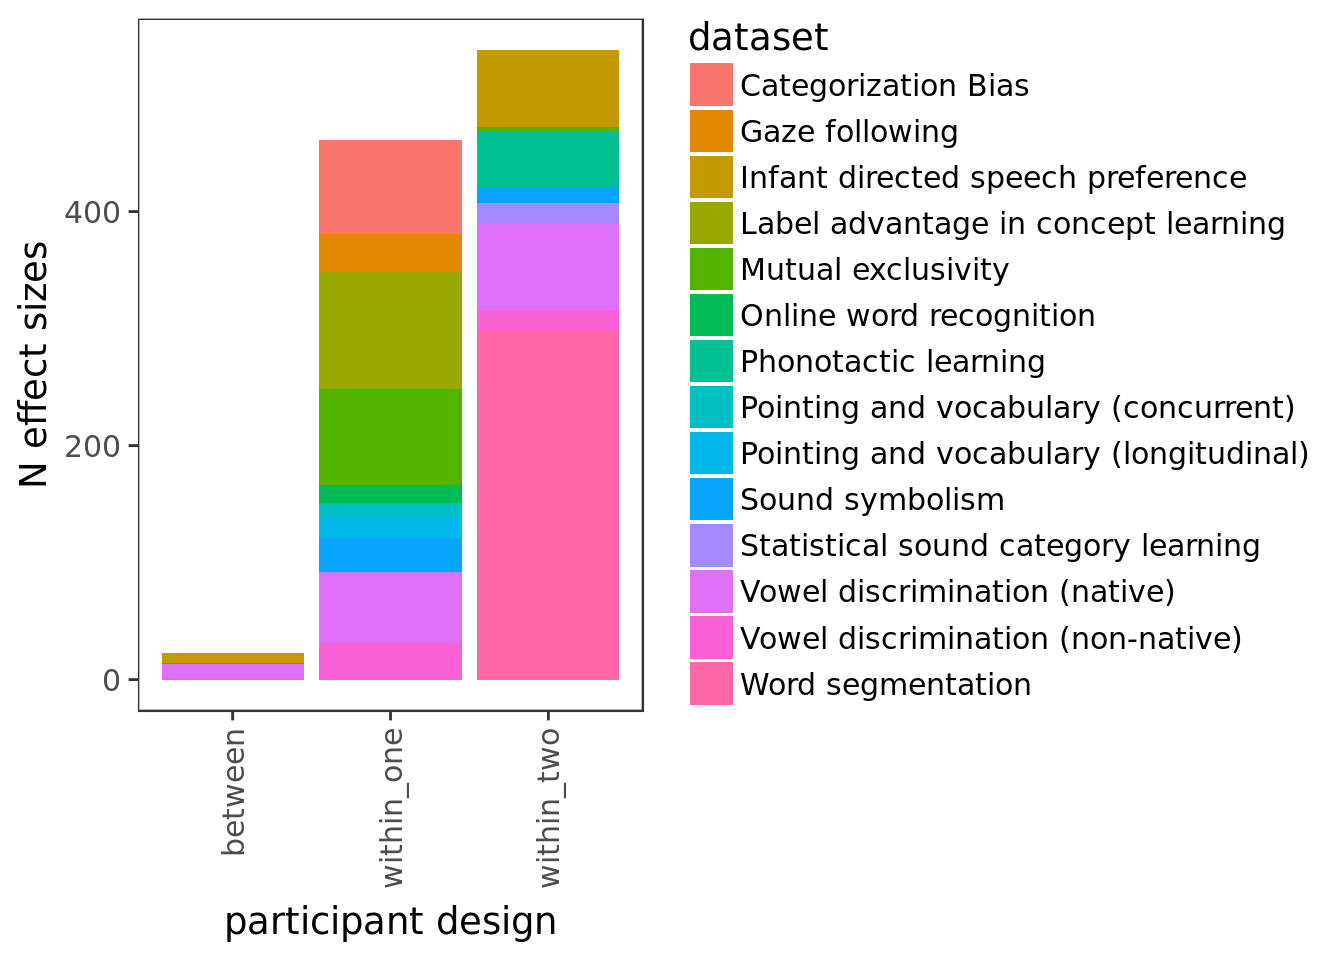 dataset
Categorization Bias
Gaze following
Infant directed speech preference
Label advantage in concept learning
Mutual exclusivity
Online word recognition
Phonotactic learning
Pointing and vocabulary (concurrent)
Pointing and vocabulary (longitudinal)
Sound symbolism
Statistical sound category learning
Vowel discrimination (native)
Vowel discrimination (non-native)
Word segmentation
N effect sizes
400
200
0
between
within_one
within_two
participant design